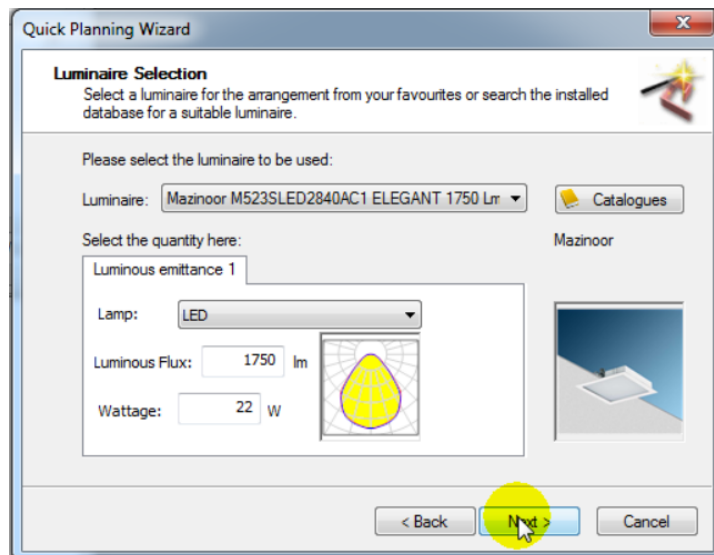 Quick Planning Wizard
Luminaire Selection
Select a luminaire for the arrangement from your favourites or search the installed
database for a suitable luminaire.
Please select the luminaire to be used:
Luminaire: Mazinoor M523SLED2840AC1 ELEGANT 1750 Lm Catalogues
Select the quantity here: Mazinoor
Luminous emittance 1
Lamp: LED
Luminous Flux: 1750 lm
Wattage: 22 W
< Back Next > Cancel